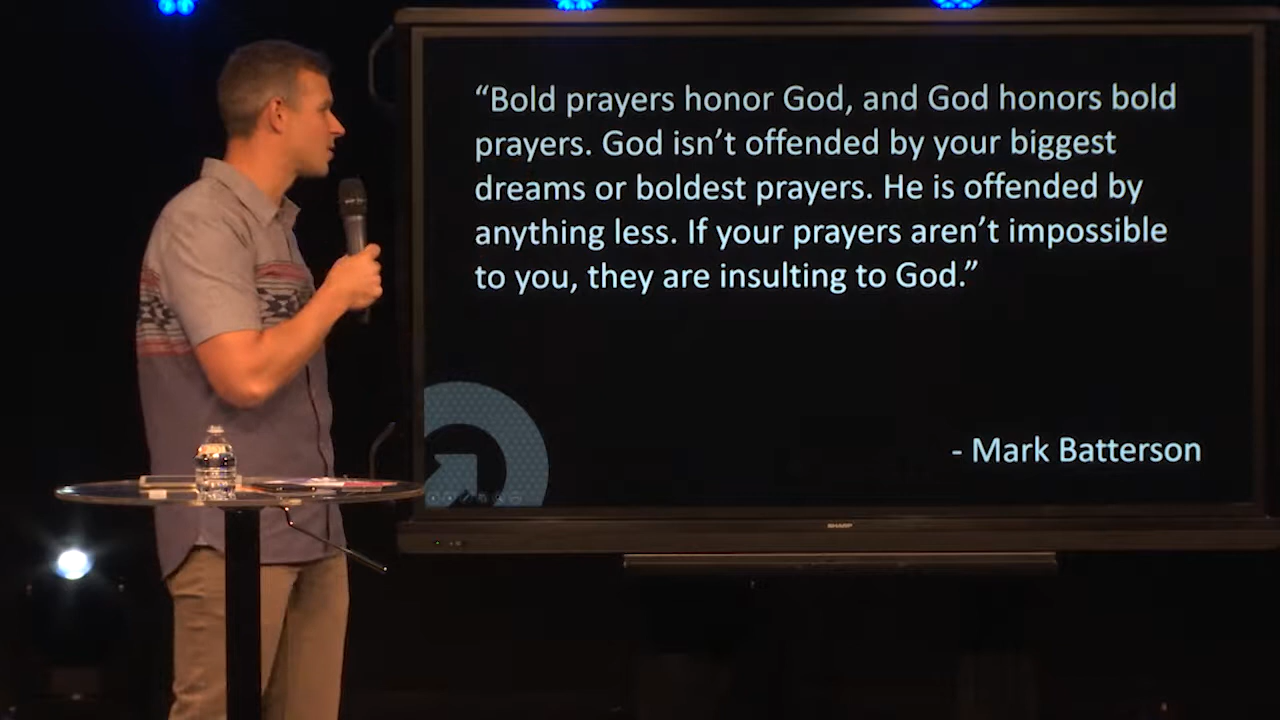 “Bold prayers honor God, and God honors bold
prayers. God isn’t offended by your biggest
dreams or boldest prayers. He is offended by
anything less. If your prayers aren’t impossible
to you, they are insulting to God.”
- Mark Batterson
SHARP